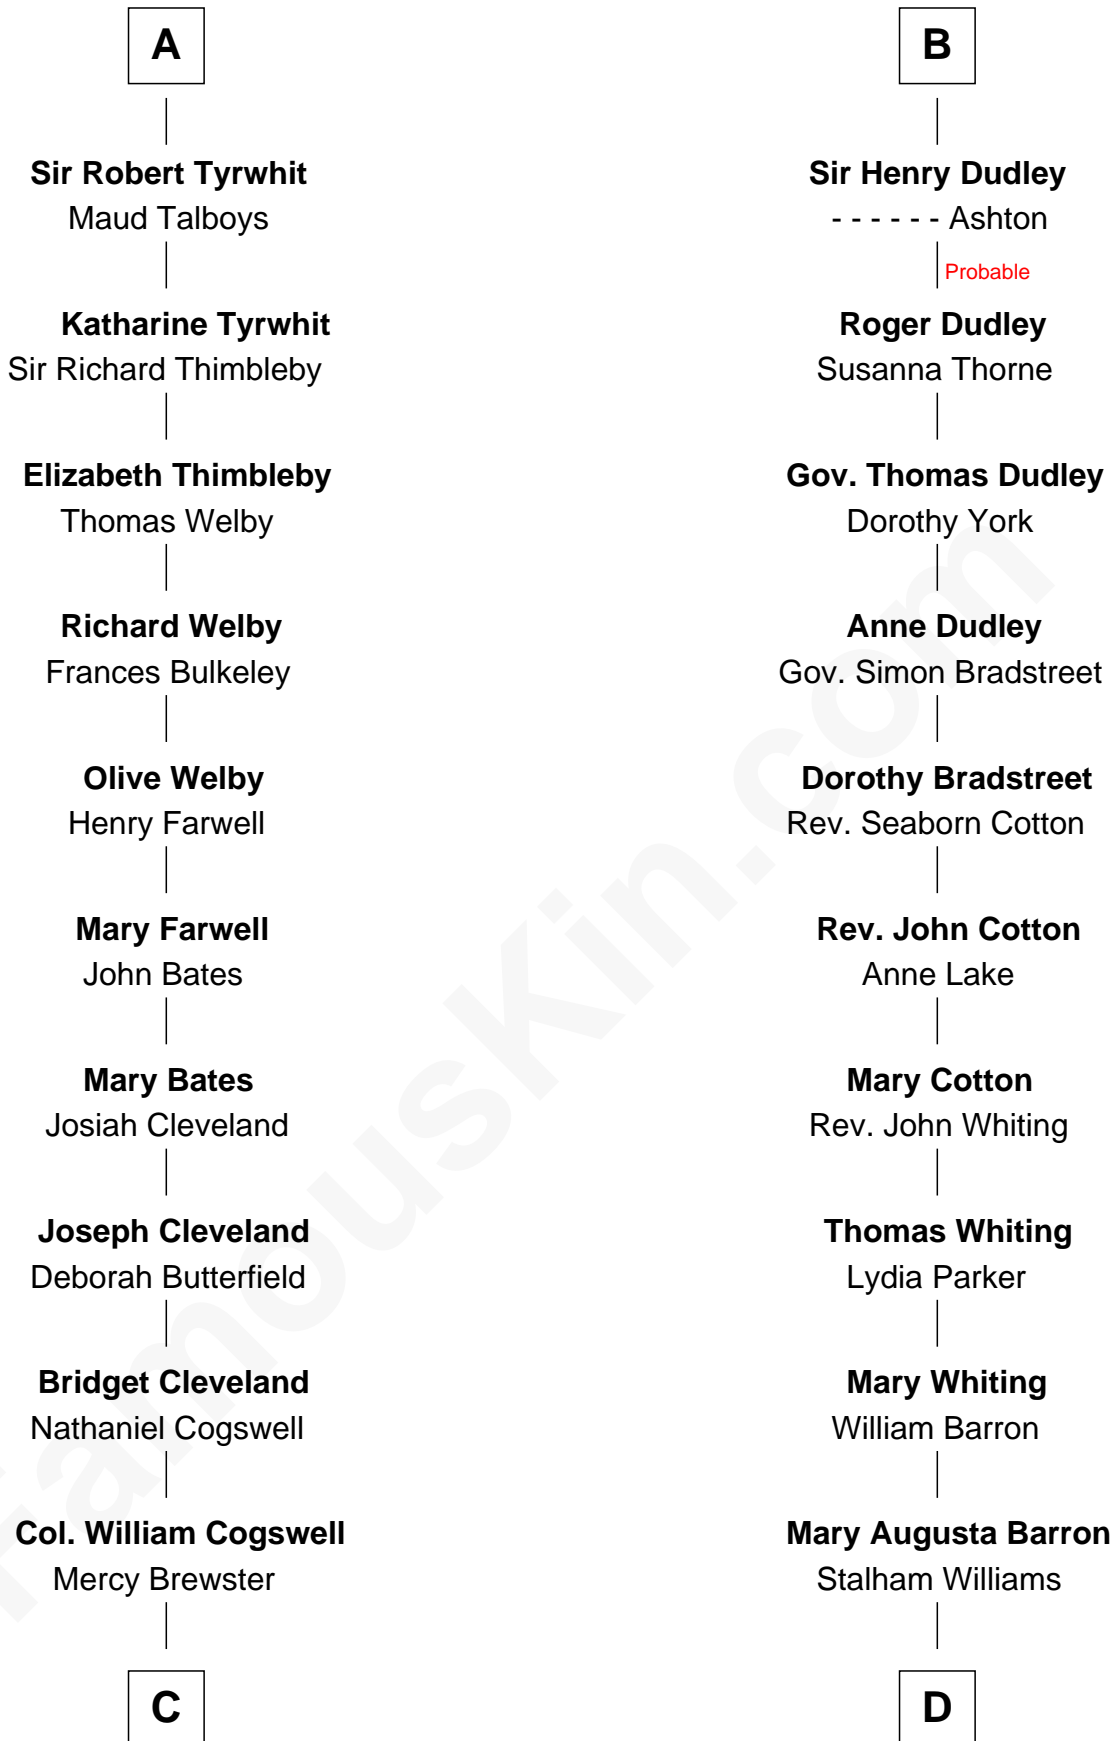 A
Sir Robert Tyrwhit
Maud Talboys
Katharine Tyrwhit
Sir Richard Thimbleby
Elizabeth Thimbleby
Thomas Welby
Richard Welby
Frances Bulkeley
Olive Welby
Henry Farwell
Mary Farwell
John Bates
Mary Bates
Josiah Cleveland
Joseph Cleveland
Deborah Butterfield
Bridget Cleveland
Nathaniel Cogswell
Col. William Cogswell
Mercy Brewster
C
B
Sir Henry Dudley
- - - - - - Ashton
Probable
Roger Dudley
Susanna Thorne
Gov. Thomas Dudley
Dorothy York
Anne Dudley
Gov. Simon Bradstreet
Dorothy Bradstreet
Rev. Seaborn Cotton
Rev. John Cotton
Anne Lake
Mary Cotton
Rev. John Whiting
Thomas Whiting
Lydia Parker
Mary Whiting
William Barron
Mary Augusta Barron
Stalham Williams
D
FamousKin.com